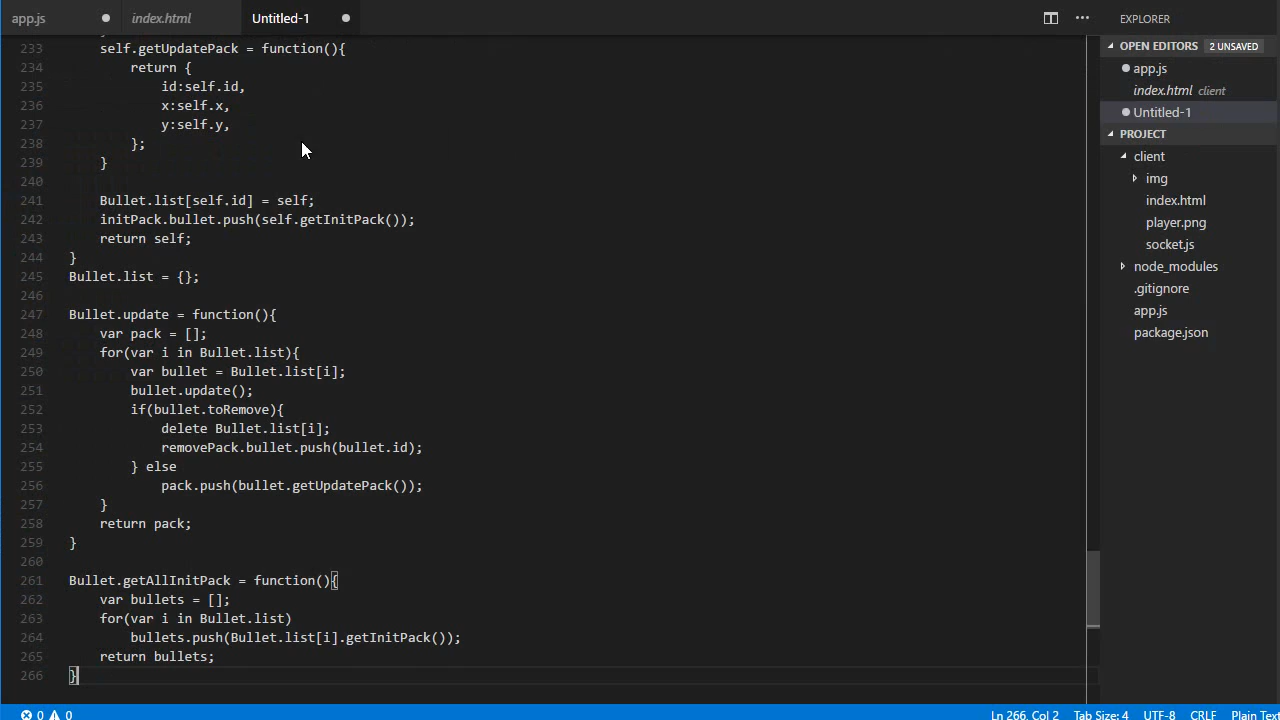 app.js
index.html
Untitled-1
EXPLORER
233 self.getUpdatePack = function(){
234 return {
235 id:self.id,
236 x:self.x,
237 y:self.y,
238 };
239 }
240
241 Bullet.list[self.id] = self;
242 initPack.bullet.push(self.getInitPack());
243 return self;
244 }
245 Bullet.list = {};
246
247 Bullet.update = function(){
248 var pack = [];
249 for(var i in Bullet.list){
250 var bullet = Bullet.list[i];
251 bullet.update();
252 if(bullet.toRemove){
253 delete Bullet.list[i];
254 removePack.bullet.push(bullet.id);
255 } else
256 pack.push(bullet.getUpdatePack());
257 }
258 return pack;
259 }
260
261 Bullet.getAllInitPack = function(){
262 var bullets = [];
263 for(var i in Bullet.list)
264 bullets.push(Bullet.list[i].getInitPack());
265 return bullets;
266 }
OPEN EDITORS 2 UNSAVED
app.js
index.html client
Untitled-1
PROJECT
client
img
index.html
player.png
socket.js
node_modules
.gitignore
app.js
package.json
0 0
Ln 266, Col 2 Tab Size: 4 UTF-8 CRLF Plain